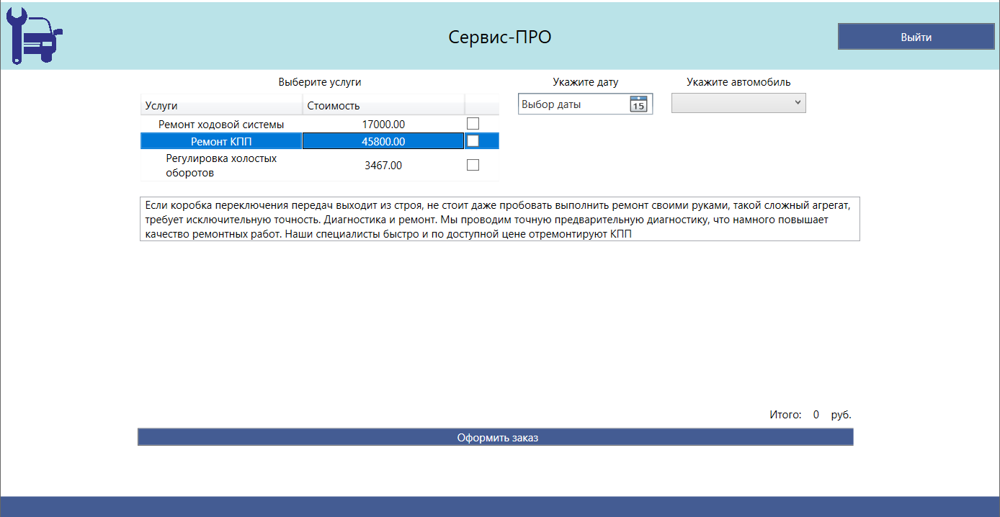 Сервис-ПРО
Выйти
Выберите услуги
Укажите дату
Укажите автомобиль
Услуги
Стоимость
Выбор даты
15
Ремонт ходовой системы
17000.00
Ремонт КПП
45800.00
Регулировка холостых
оборотов
3467.00
Если коробка переключения передач выходит из строя, не стоит даже пробовать выполнить ремонт своими руками, такой сложный агрегат,
требует исключительную точность. Диагностика и ремонт. Мы проводим точную предварительную диагностику, что намного повышает
качество ремонтных работ. Наши специалисты быстро и по доступной цене отремонтируют КПП
Итого: 0 руб.
Оформить заказ